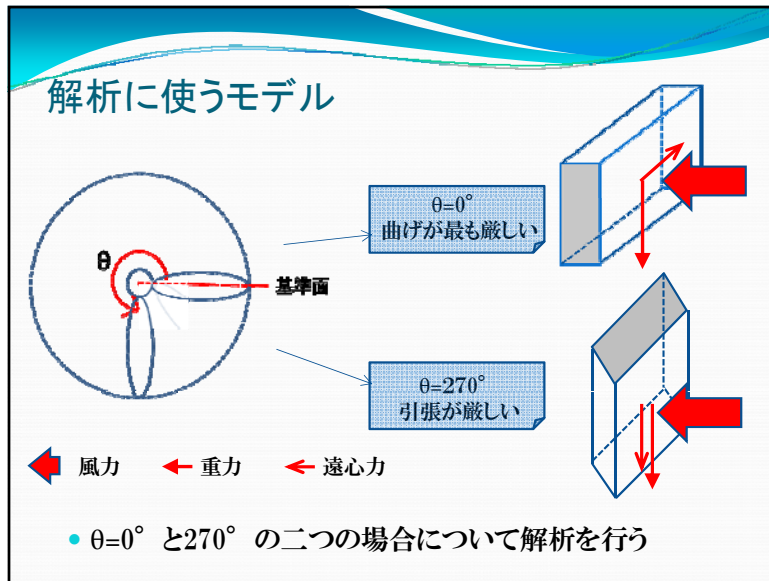 解析に使うモデル
θ=0°
曲げが最も厳しい
θ
基準面
θ=270°
引張が厳しい
風力 重力 遠心力
• θ=0° と270° の二つの場合について解析を行う